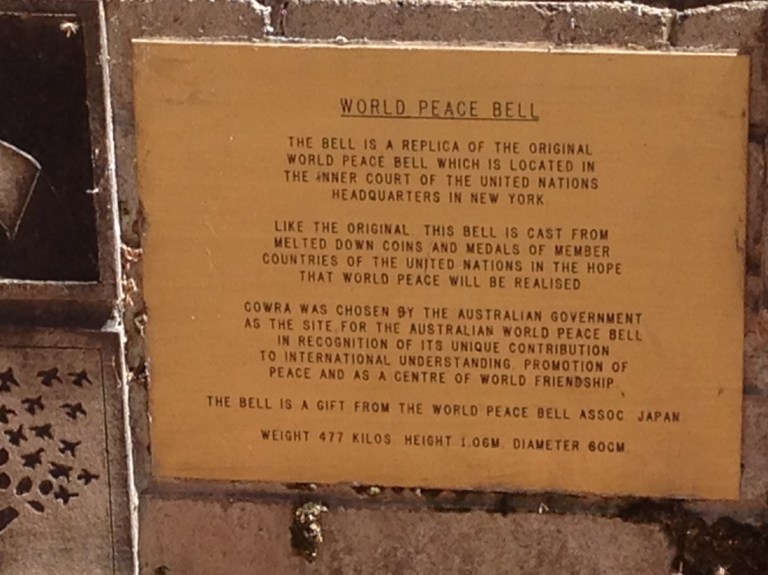 WORLD PEACE BELL
THE BELL IS A REPLICA OF THE ORIGINAL
WORLD PEACE BELL WHICH IS LOCATED IN
THE INNER COURT OF THE UNITED NATIONS
HEADQUARTERS IN NEW YORK
LIKE THE ORIGINAL THIS BELL IS CAST FROM
MELTED DOWN COINS AND MEDALS OF MEMBER
COUNTRIES OF THE UNITED NATIONS IN THE HOPE
THAT WORLD PEACE WILL BE REALISED
COWRA WAS CHOSEN BY THE AUSTRALIAN GOVERNMENT
AS THE SITE FOR THE AUSTRALIAN WORLD PEACE BELL
IN RECOGNITION OF ITS UNIQUE CONTRIBUTION
TO INTERNATIONAL UNDERSTANDING, PROMOTION OF
PEACE AND AS A CENTRE OF WORLD FRIENDSHIP.
THE BELL IS A GIFT FROM THE WORLD PEACE BELL ASSOC. JAPAN.
WEIGHT 477 KILOS. HEIGHT 1.06M. DIAMETER 60CM.